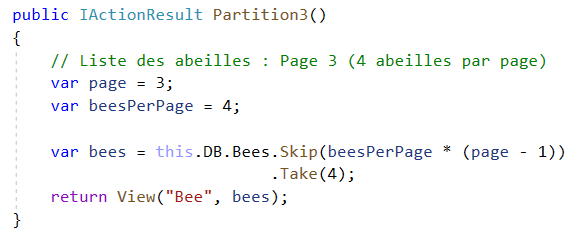 public IActionResult Partition3()
{
// Liste des abeilles : Page 3 (4 abeilles par page)
var page = 3;
var beesPerPage = 4;
var bees = this.DB.Bees.Skip(beesPerPage * (page - 1))
.Take(4);
return View("Bee", bees);
}